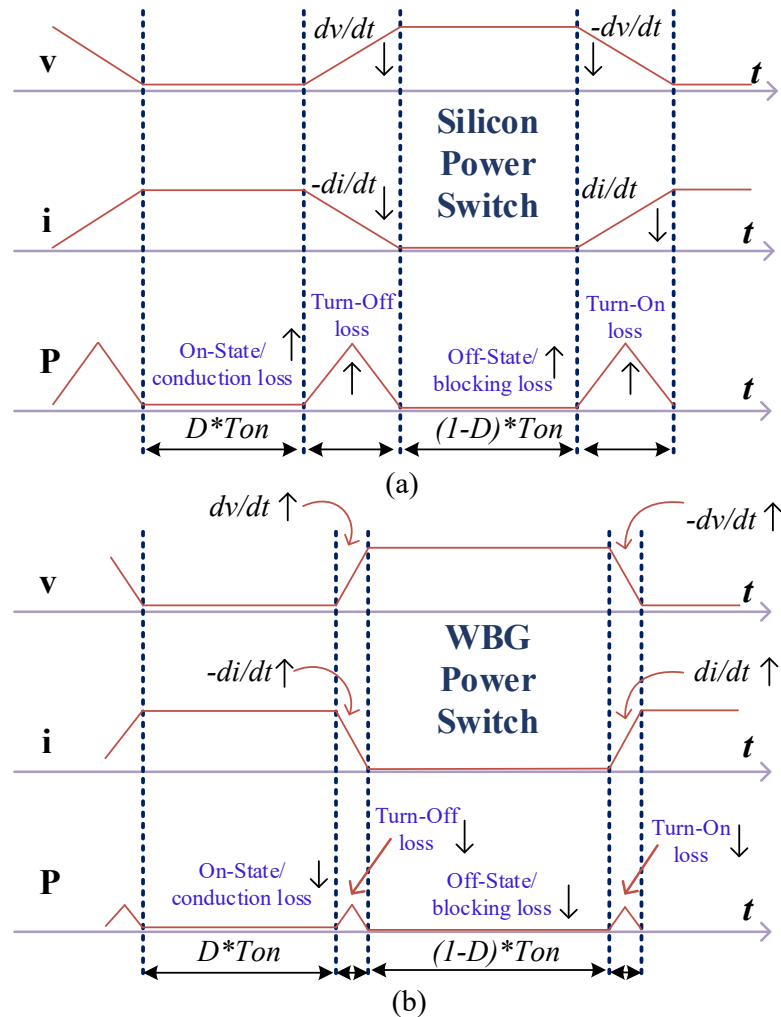 dv/dt ↓
-dv/dt ↓
v
t
Silicon
Power
Switch
-di/dt ↓
di/dt ↓
i
t
Turn-Off
loss ↑
Turn-On
loss ↑
On-State/
conduction loss ↑
Off-State/
blocking loss ↑
P
t
D*Ton
(1-D)*Ton
(a)
dv/dt ↑
-dv/dt ↑
v
t
WBG
Power
Switch
-di/dt ↑
di/dt ↑
i
t
Turn-Off
loss ↓
Turn-On
loss ↓
On-State/
conduction loss ↓
Off-State/
blocking loss ↓
P
t
D*Ton
(1-D)*Ton
(b)